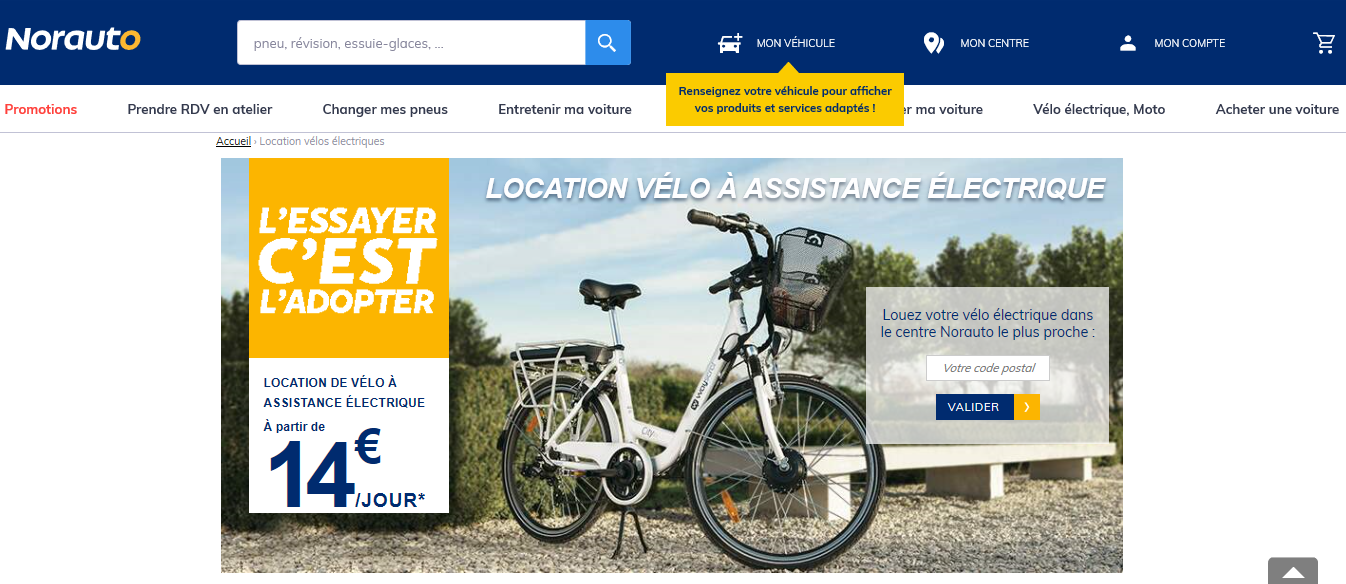 Norauto
pneu, révision, essuie-glaces, ...
MON VÉHICULE
MON CENTRE
MON COMPTE
Renseignez votre véhicule pour afficher
vos produits et services adaptés !
Promotions
Prendre RDV en atelier
Changer mes pneus
Entretenir ma voiture
er ma voiture
Vélo électrique, Moto
Acheter une voiture
Accueil › Location vélos électriques
LOCATION VÉLO À ASSISTANCE ÉLECTRIQUE
L'ESSAYER
C'EST
L'ADOPTER
LOCATION DE VÉLO À
ASSISTANCE ÉLECTRIQUE
À partir de
14€
/JOUR*
Louez votre vélo électrique dans
le centre Norauto le plus proche :
Votre code postal
VALIDER ›
wayscral
City